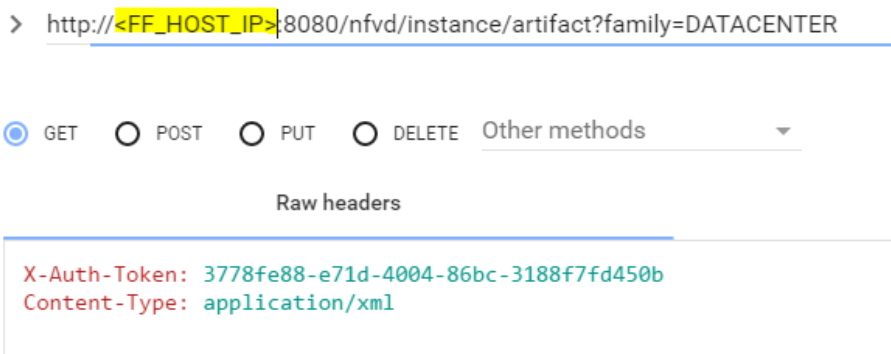 http://<FF_HOST_IP>:8080/nfvd/instance/artifact?family=DATACENTER
GET POST PUT DELETE Other methods
Raw headers
X-Auth-Token: 3778fe88-e71d-4004-86bc-3188f7fd450b
Content-Type: application/xml